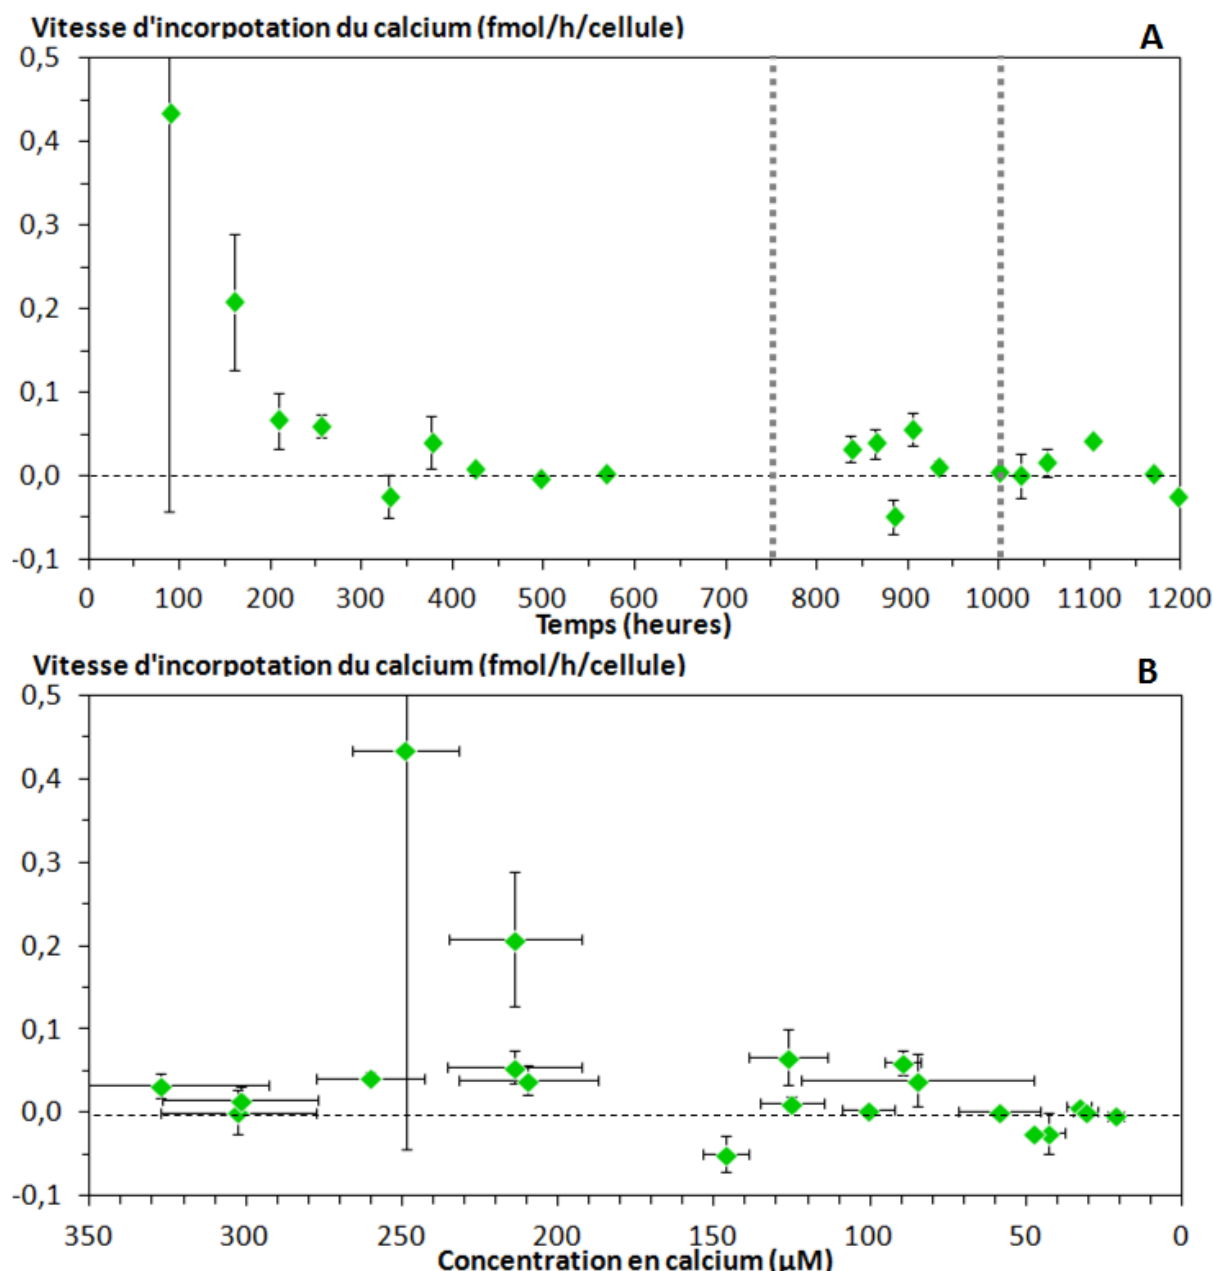 Vitesse d'incorpotation du calcium (fmol/h/cellule)
A
0,5
0,4
0,3
0,2
0,1
0,0
-0,1
0 100 200 300 400 500 600 700 800 900 1000 1100 1200
Temps (heures)
Vitesse d'incorpotation du calcium (fmol/h/cellule)
B
0,5
0,4
0,3
0,2
0,1
0,0
-0,1
350 300 250 200 150 100 50 0
Concentration en calcium (µM)